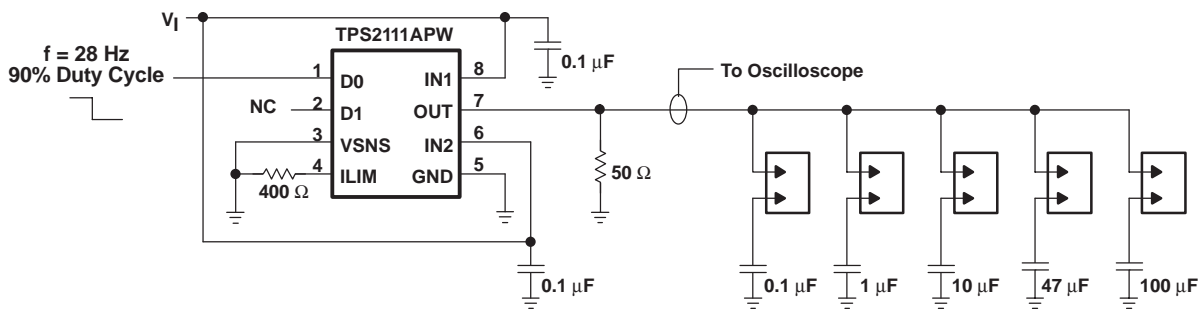 VI
TPS2111APW
f = 28 Hz
90% Duty Cycle
0.1 µF
To Oscilloscope
1 D0 IN1 8
NC 2 D1 OUT 7
3 VSNS IN2 6
4 ILIM GND 5
400 Ω
50 Ω
0.1 µF
0.1 µF
1 µF
10 µF
47 µF
100 µF